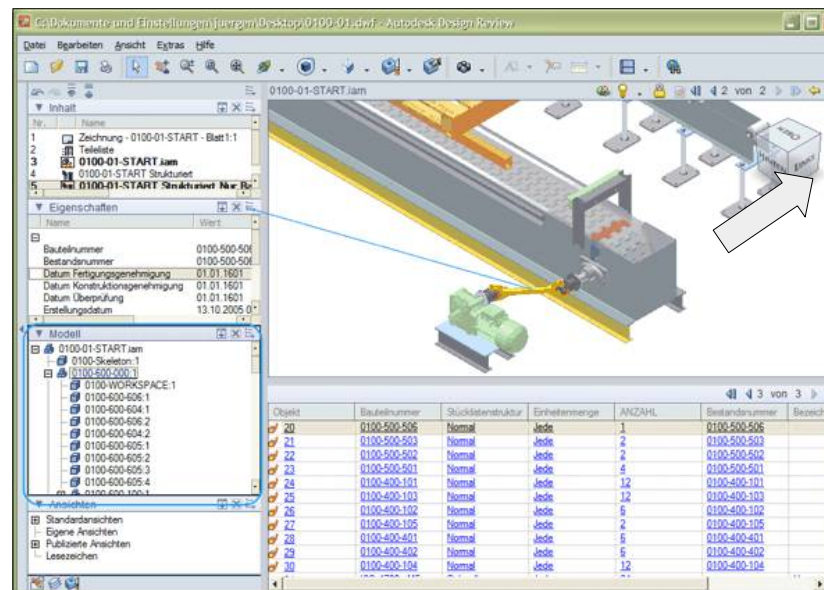 C:\Dokumente und Einstellungen\juergen\Desktop\0100-01.dwf - Autodesk Design Review
Datei Bearbeiten Ansicht Extras Hilfe
0100-01-START.iam
2 von 2
Inhalt
Nr. Name
1 Zeichnung - 0100-01-START - Blatt1:1
2 Teileliste
3 0100-01-START.iam
4 0100-01-START Strukturiert
5 0100-01-START Strukturiert, Nur Ba
Eigenschaften
Name Wert
Bauteilnummer 0100-500-506
Bestandsnummer 0100-500-506
Datum Fertigungsgenehmigung 01.01.1601
Datum Konstruktionsgenehmigung 01.01.1601
Datum Überprüfung 01.01.1601
Erstellungsdatum 13.10.2005 0
Modell
0100-01-START.iam
0100-Skeleton:1
0100-600-000:1
0100-WORKSPACE:1
0100-600-606:1
0100-600-604:1
0100-600-606:2
0100-600-604:2
0100-600-605:1
0100-600-605:2
0100-600-605:3
0100-600-605:4
0100-600-100:1
Ansichten
Standardansichten
Eigene Ansichten
Publizierte Ansichten
Lesezeichen
OBEN
HINTEN
LINKS
3 von 3
Objekt Bauteilnummer Stücklistenstruktur Einheitenmenge ANZAHL Bestandsnummer Bezeich
20 0100-500-506 Normal Jede 1 0100-500-506
21 0100-500-503 Normal Jede 2 0100-500-503
22 0100-500-502 Normal Jede 2 0100-500-502
23 0100-500-501 Normal Jede 4 0100-500-501
24 0100-400-101 Normal Jede 12 0100-400-101
25 0100-400-103 Normal Jede 12 0100-400-103
26 0100-400-102 Normal Jede 6 0100-400-102
27 0100-400-105 Normal Jede 2 0100-400-105
28 0100-400-401 Normal Jede 6 0100-400-401
29 0100-400-402 Normal Jede 6 0100-400-402
30 0100-400-104 Normal Jede 12 0100-400-104